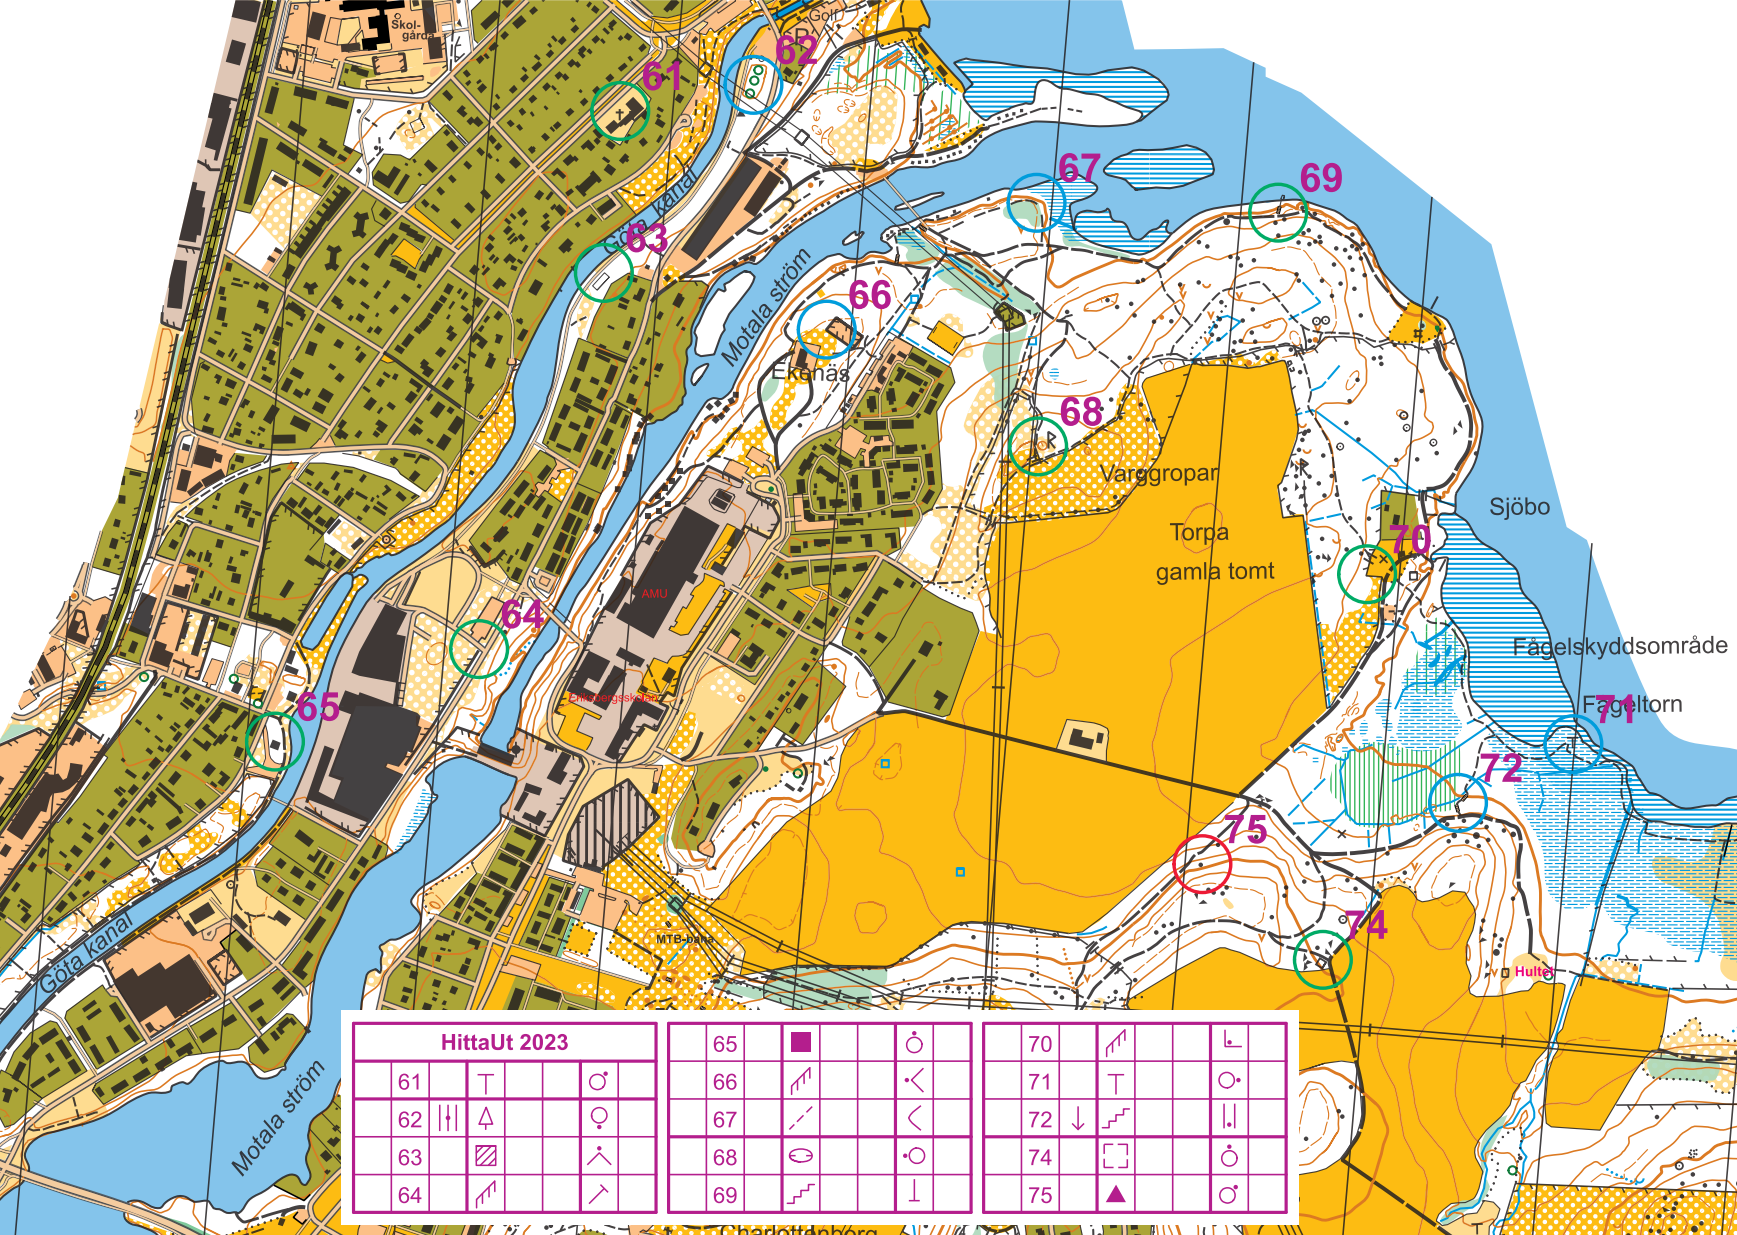 Skol-
gårda
Golf
SP
61
62
67
69
Göta kanal
63
Motala ström
66
Ekenäs
68
Varggropar
Sjöbo
Torpa
gamla tomt
70
AMU
64
Fågelskyddsområde
65
Fågeltorn
71
72
75
74
Göta kanal
MTB-bana
Hultet
Motala ström
HittaUt 2023
61
62
63
64
65
66
67
68
69
70
71
72
74
75
Charlottenborg